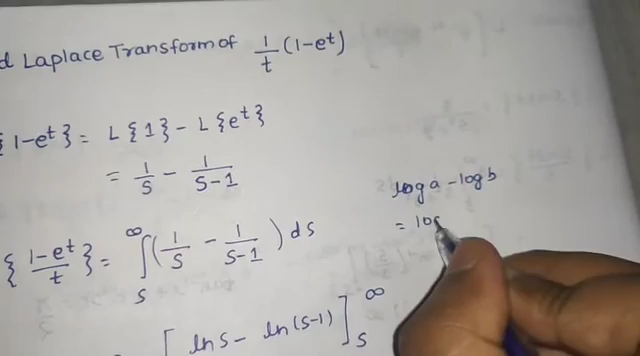 d Laplace Transform of 1/t (1-e^t)
{1-e^t} = L{1} - L{e^t}
= 1/s - 1/(s-1)
{(1-e^t)/t} = ∫_s^∞ (1/s - 1/(s-1)) ds
log a - log b
= log
[ln s - ln(s-1)]_s^∞